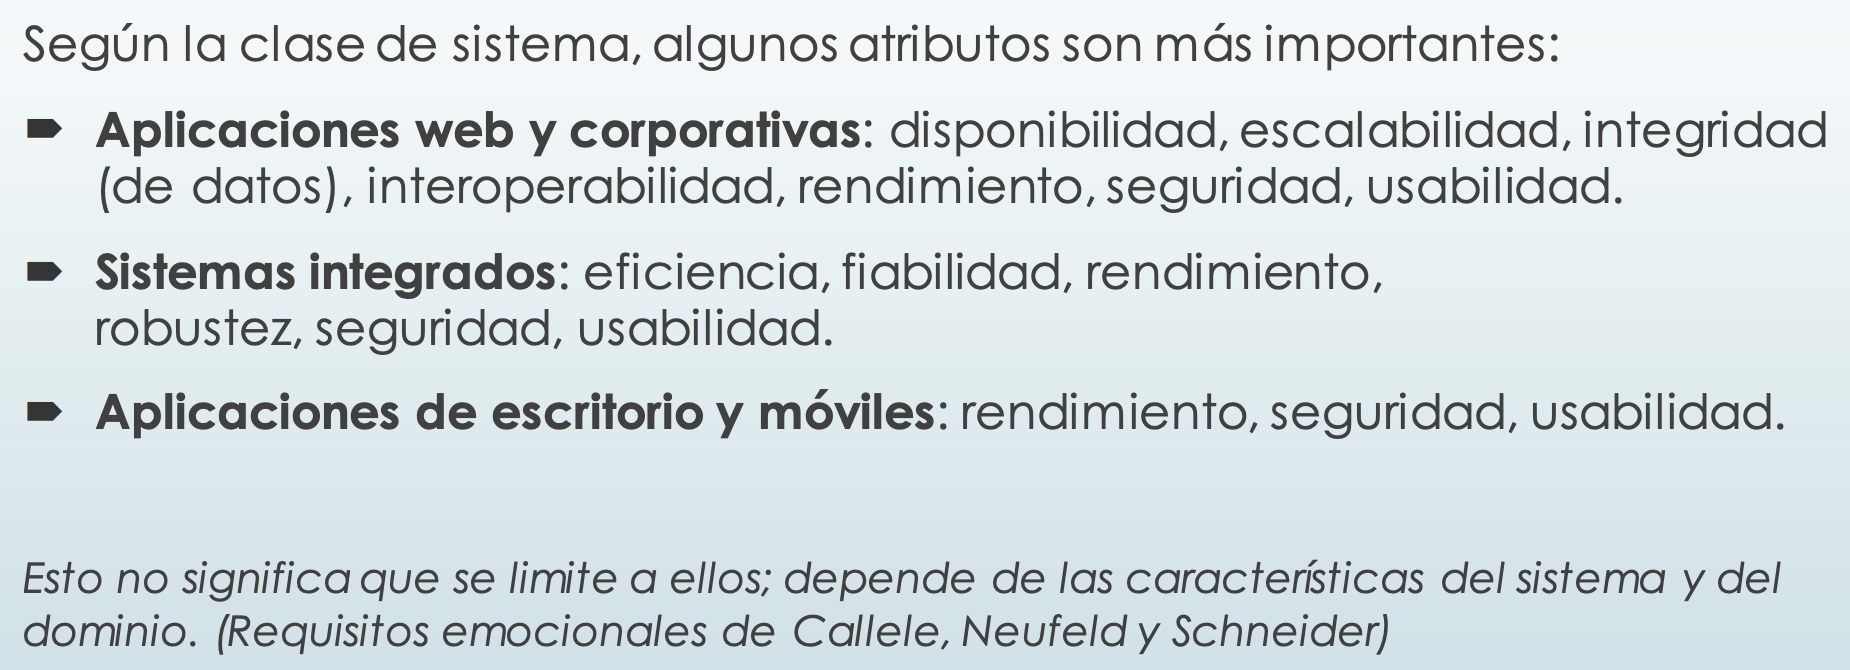 Según la clase de sistema, algunos atributos son más importantes:
Aplicaciones web y corporativas: disponibilidad, escalabilidad, integridad
(de datos), interoperabilidad, rendimiento, seguridad, usabilidad.
Sistemas integrados: eficiencia, fiabilidad, rendimiento,
robustez, seguridad, usabilidad.
Aplicaciones de escritorio y móviles: rendimiento, seguridad, usabilidad.
Esto no significa que se limite a ellos; depende de las características del sistema y del
dominio. (Requisitos emocionales de Callele, Neufeld y Schneider)